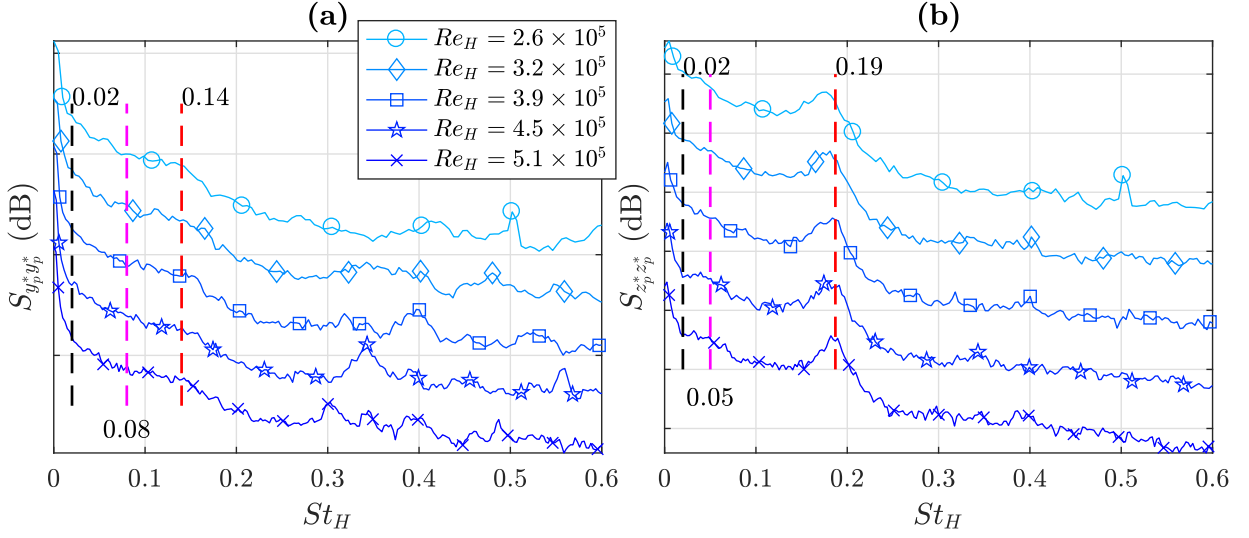 (a)
(b)
Re_H = 2.6 × 10^5
Re_H = 3.2 × 10^5
Re_H = 3.9 × 10^5
Re_H = 4.5 × 10^5
Re_H = 5.1 × 10^5
0.02
0.14
0.08
S_{y_p^* y_p^*} (dB)
0 0.1 0.2 0.3 0.4 0.5 0.6
St_H
0.02
0.19
0.05
S_{z_p^* z_p^*} (dB)
0 0.1 0.2 0.3 0.4 0.5 0.6
St_H